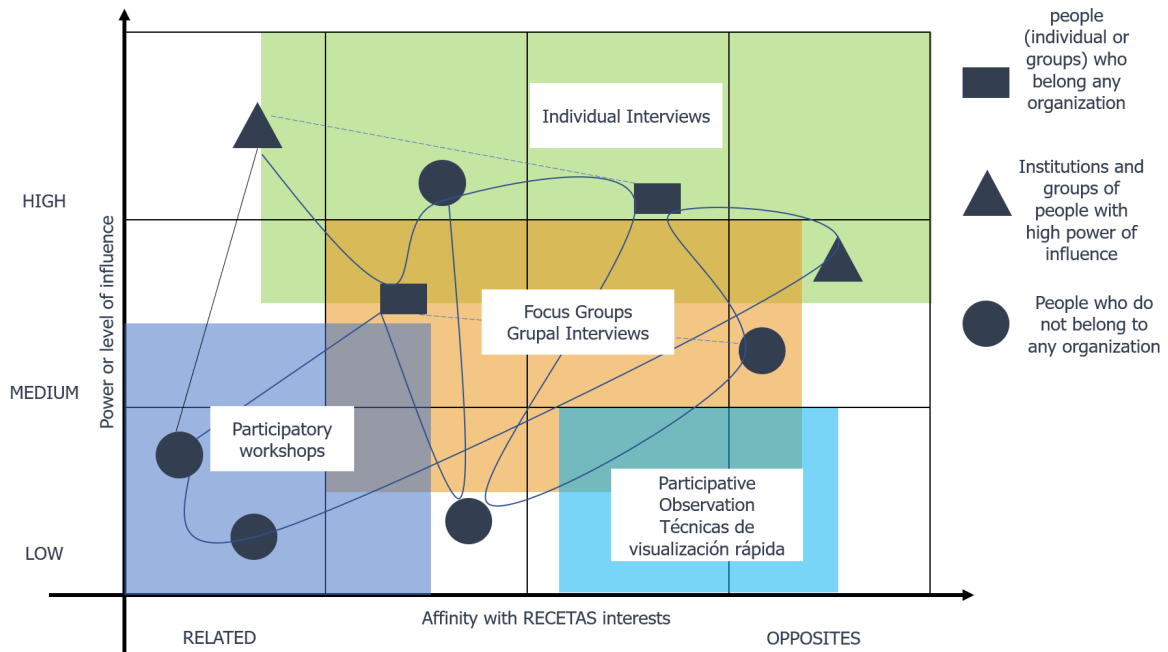 people
(individual or
groups) who
belong any
organization
Individual Interviews
Institutions and
groups of
people with
high power of
influence
HIGH
Power or level of influence
Focus Groups
Grupal Interviews
People who do
not belong to
any organization
MEDIUM
Participatory
workshops
Participative
Observation
Técnicas de
visualización rápida
LOW
Affinity with RECETAS interests
RELATED
OPPOSITES